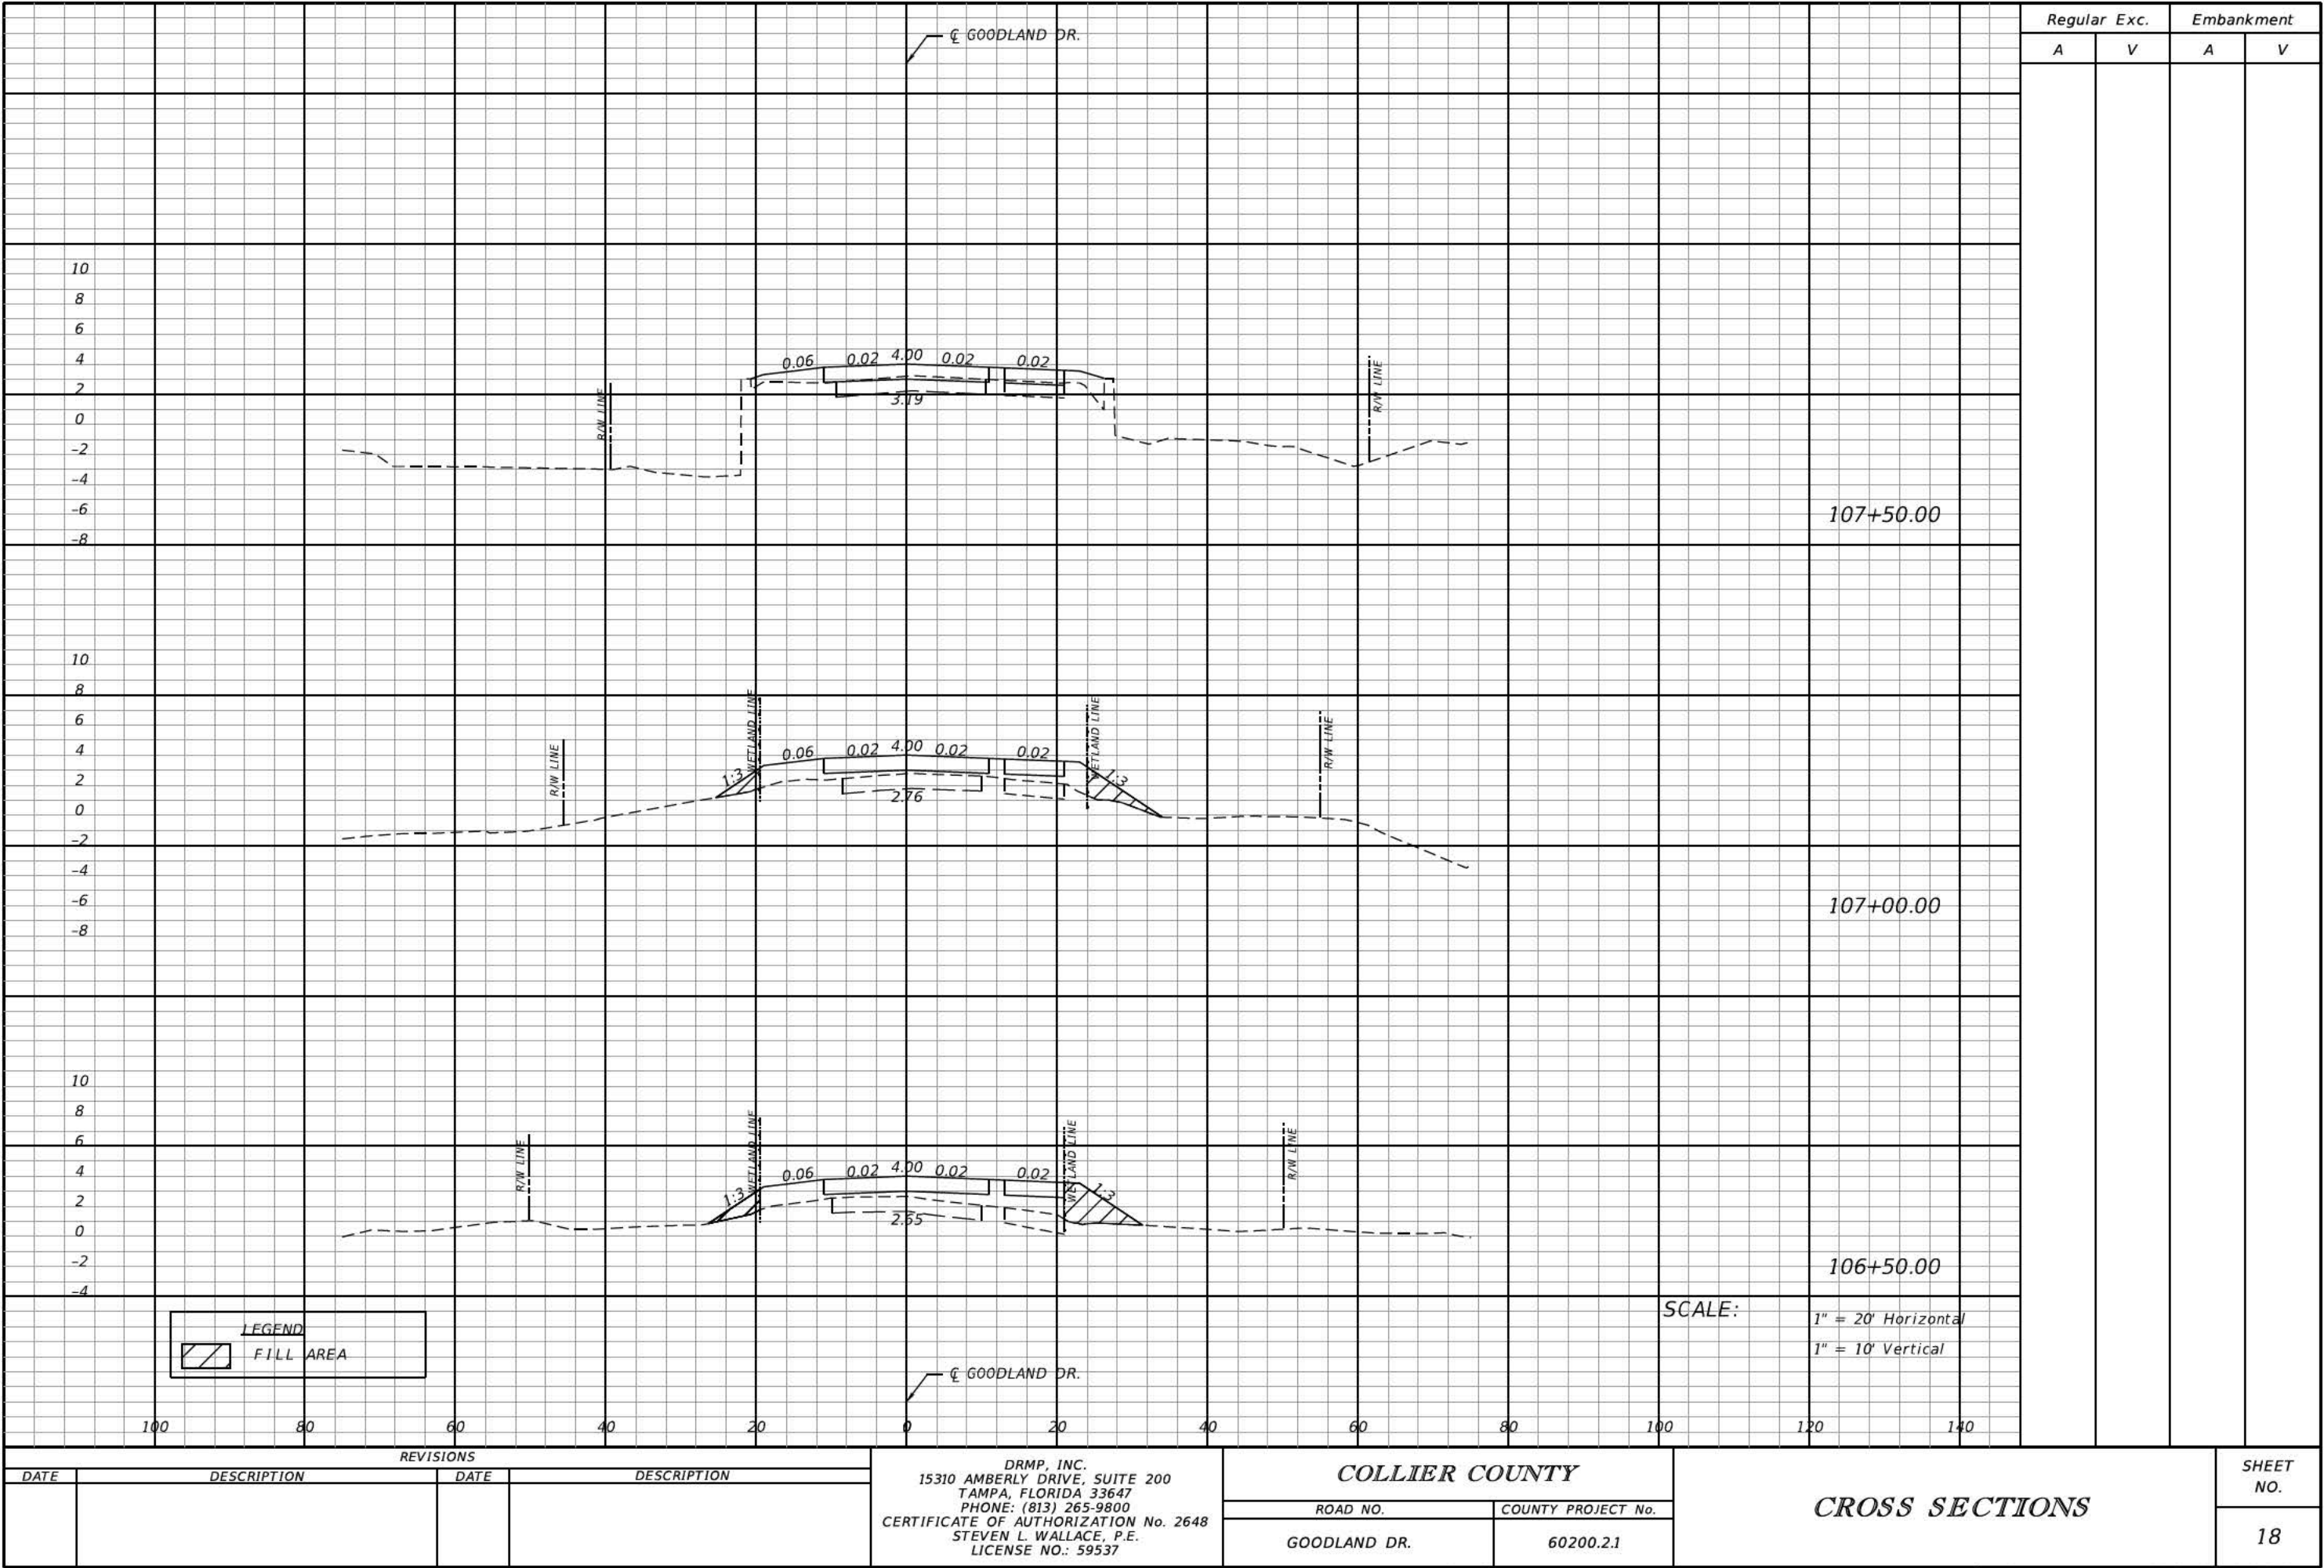 Regular Exc. Embankment
A V A V
℄ GOODLAND DR.
10
8
6
4
2
0
-2
-4
-6
-8
R/W LINE
0.06 0.02 4.00 0.02 0.02
3.19
R/W LINE
107+50.00
10
8
6
4
2
0
-2
-4
-6
-8
R/W LINE
WETLAND LINE
1:3
0.06 0.02 4.00 0.02 0.02
2.76
WETLAND LINE
1:3
R/W LINE
107+00.00
10
8
6
4
2
0
-2
-4
R/W LINE
WETLAND LINE
1:3
0.06 0.02 4.00 0.02 0.02
2.65
WETLAND LINE
1:3
R/W LINE
106+50.00
LEGEND
FILL AREA
SCALE:
1" = 20' Horizontal
1" = 10' Vertical
℄ GOODLAND DR.
100 80 60 40 20 0 20 40 60 80 100 120 140
REVISIONS
DATE DESCRIPTION DATE DESCRIPTION
DRMP, INC.
15310 AMBERLY DRIVE, SUITE 200
TAMPA, FLORIDA 33647
PHONE: (813) 265-9800
CERTIFICATE OF AUTHORIZATION No. 2648
STEVEN L. WALLACE, P.E.
LICENSE NO.: 59537
COLLIER COUNTY
ROAD NO. COUNTY PROJECT No.
GOODLAND DR. 60200.2.1
CROSS SECTIONS
SHEET
NO.
18